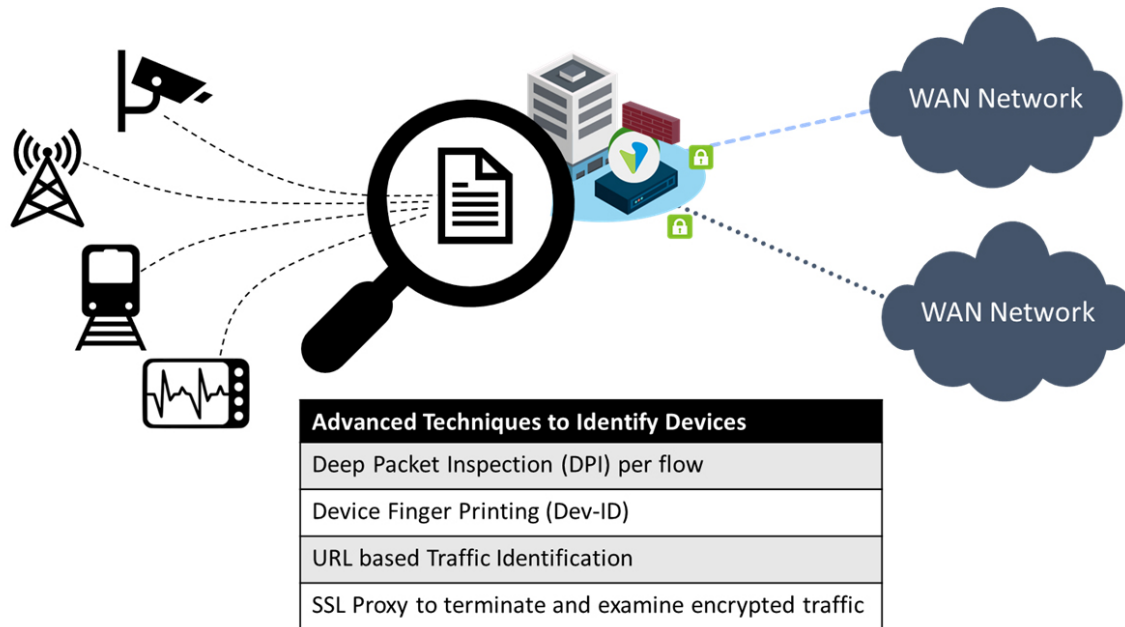 WAN Network
WAN Network
Advanced Techniques to Identify Devices
Deep Packet Inspection (DPI) per flow
Device Finger Printing (Dev-ID)
URL based Traffic Identification
SSL Proxy to terminate and examine encrypted traffic